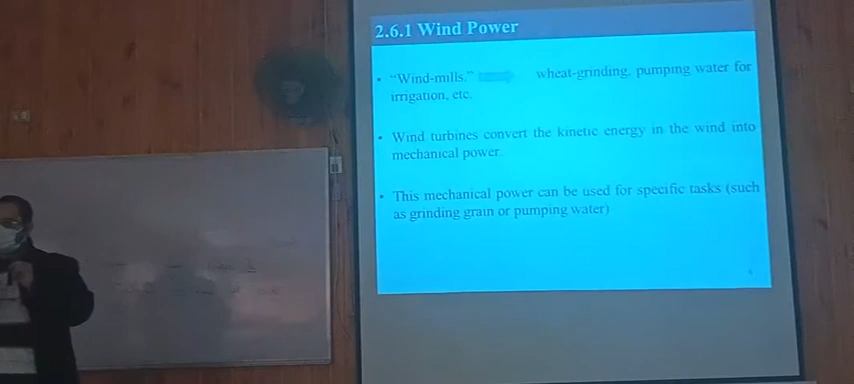 2.6.1 Wind Power
• "Wind-mills." wheat-grinding, pumping water for
irrigation, etc.
• Wind turbines convert the kinetic energy in the wind into
mechanical power.
• This mechanical power can be used for specific tasks (such
as grinding grain or pumping water)